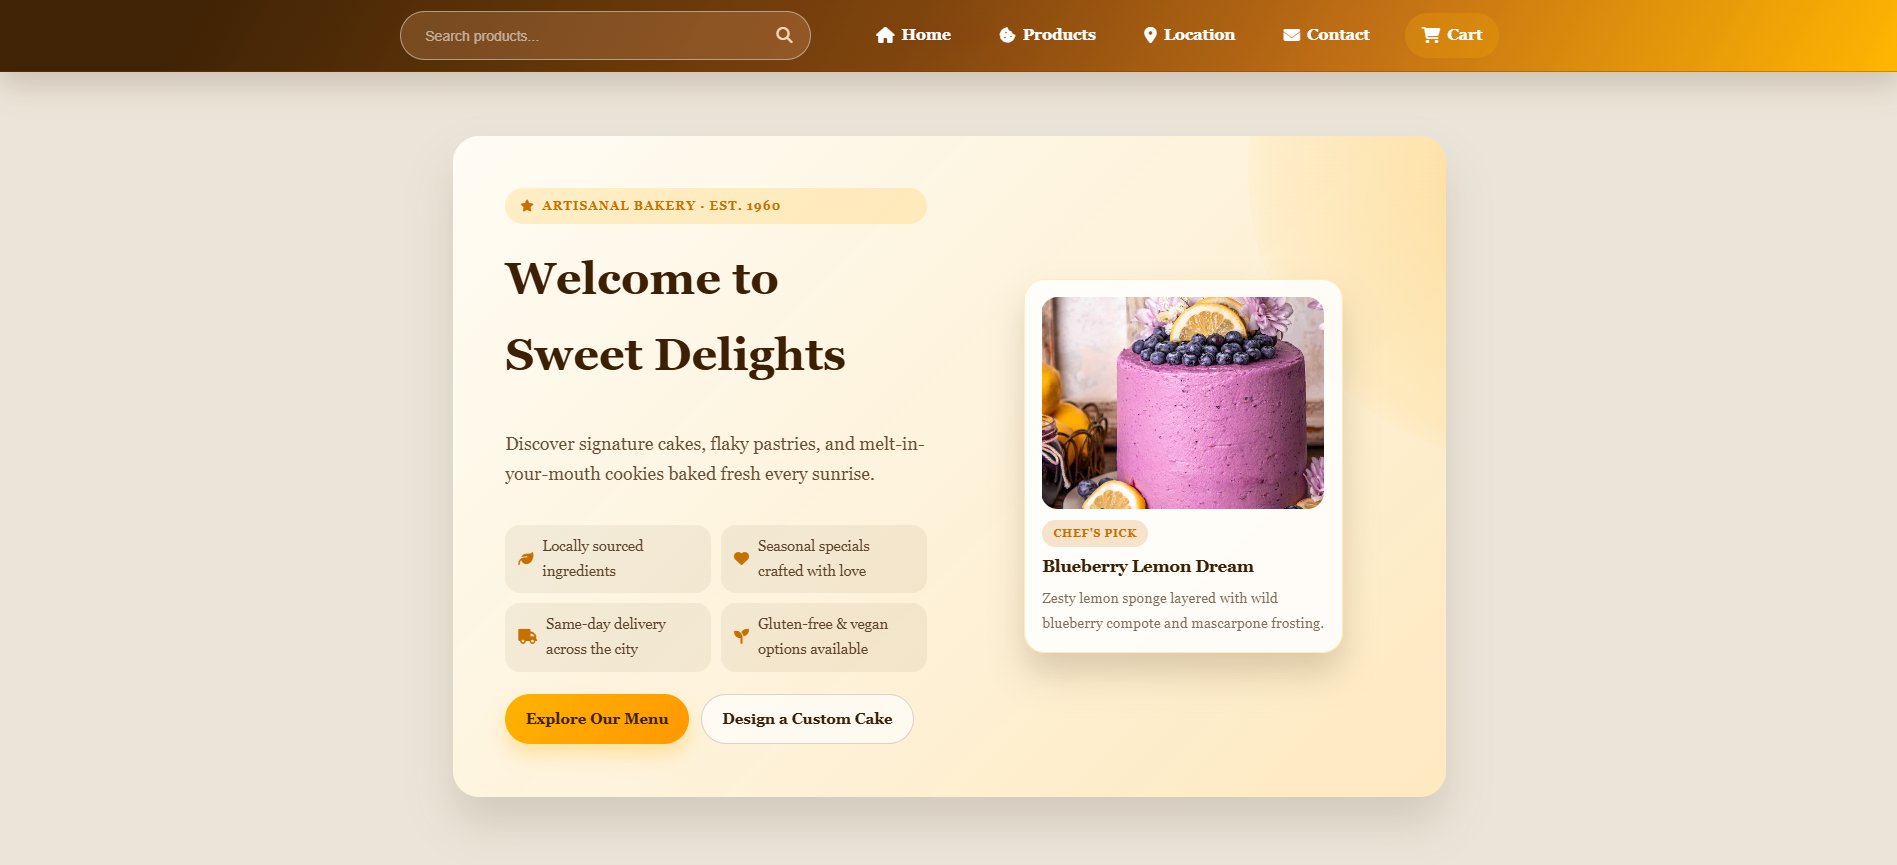 Search products...
Home
Products
Location
Contact
Cart
ARTISANAL BAKERY · EST. 1960
Welcome to
Sweet Delights
Discover signature cakes, flaky pastries, and melt-in-
your-mouth cookies baked fresh every sunrise.
Locally sourced
ingredients
Seasonal specials
crafted with love
Same-day delivery
across the city
Gluten-free & vegan
options available
Explore Our Menu
Design a Custom Cake
CHEF'S PICK
Blueberry Lemon Dream
Zesty lemon sponge layered with wild
blueberry compote and mascarpone frosting.